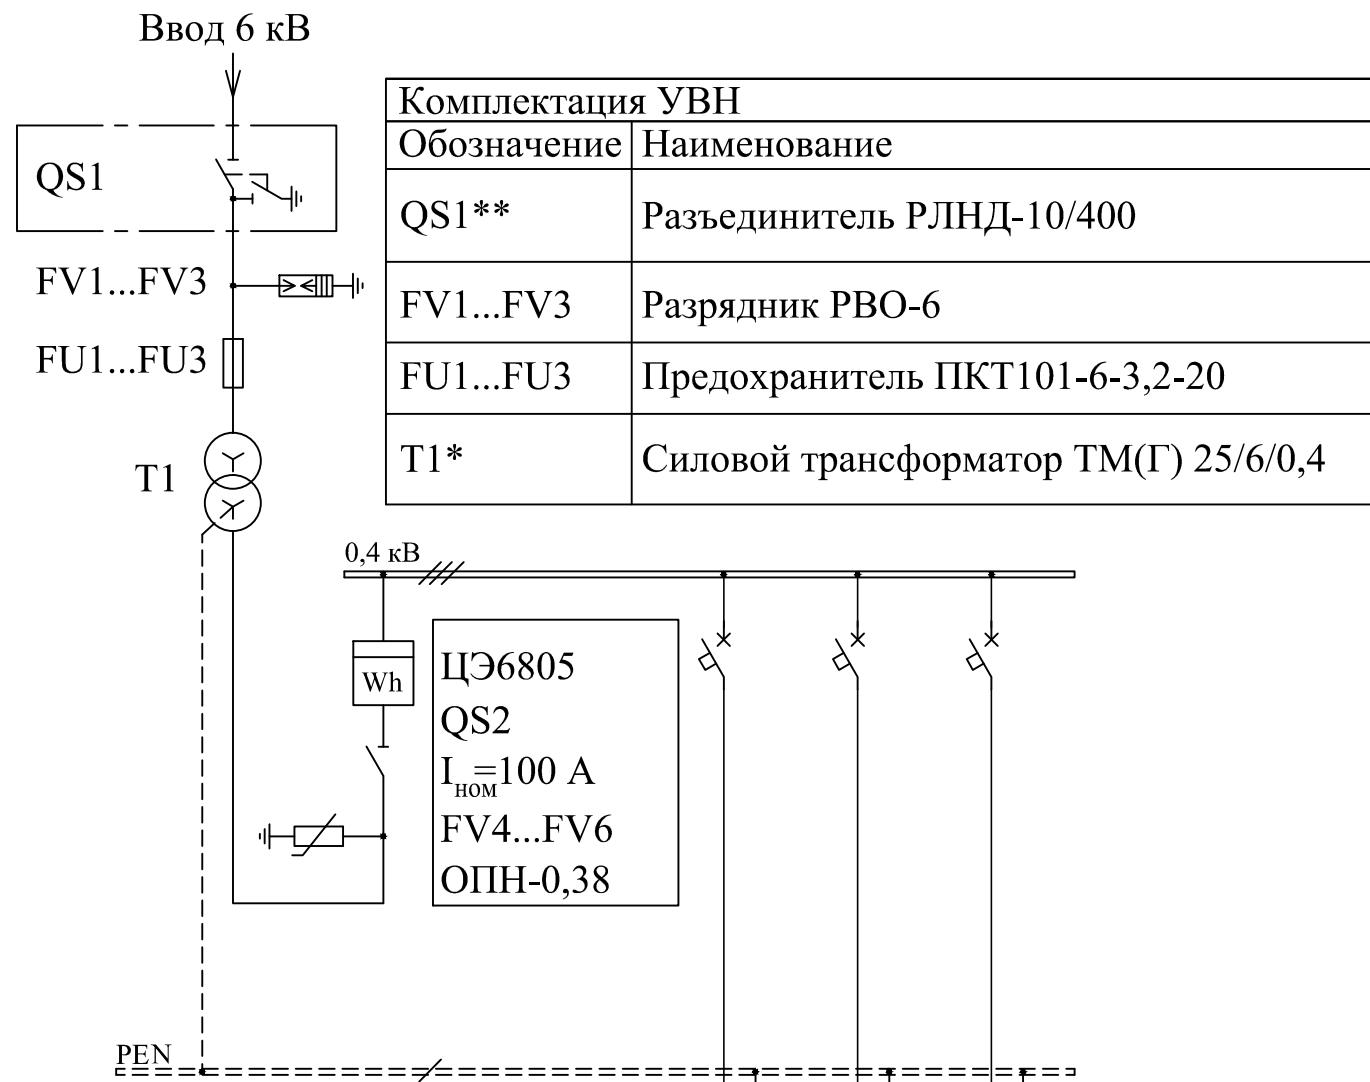 Ввод 6 кВ
Комплектация УВН
Обозначение Наименование
QS1
QS1** Разъединитель РЛНД-10/400
FV1...FV3
FV1...FV3 Разрядник РВО-6
FU1...FU3
FU1...FU3 Предохранитель ПКТ101-6-3,2-20
T1
T1* Силовой трансформатор ТМ(Г) 25/6/0,4
0,4 кВ
Wh
ЦЭ6805
QS2
Iном=100 А
FV4...FV6
ОПН-0,38
PEN